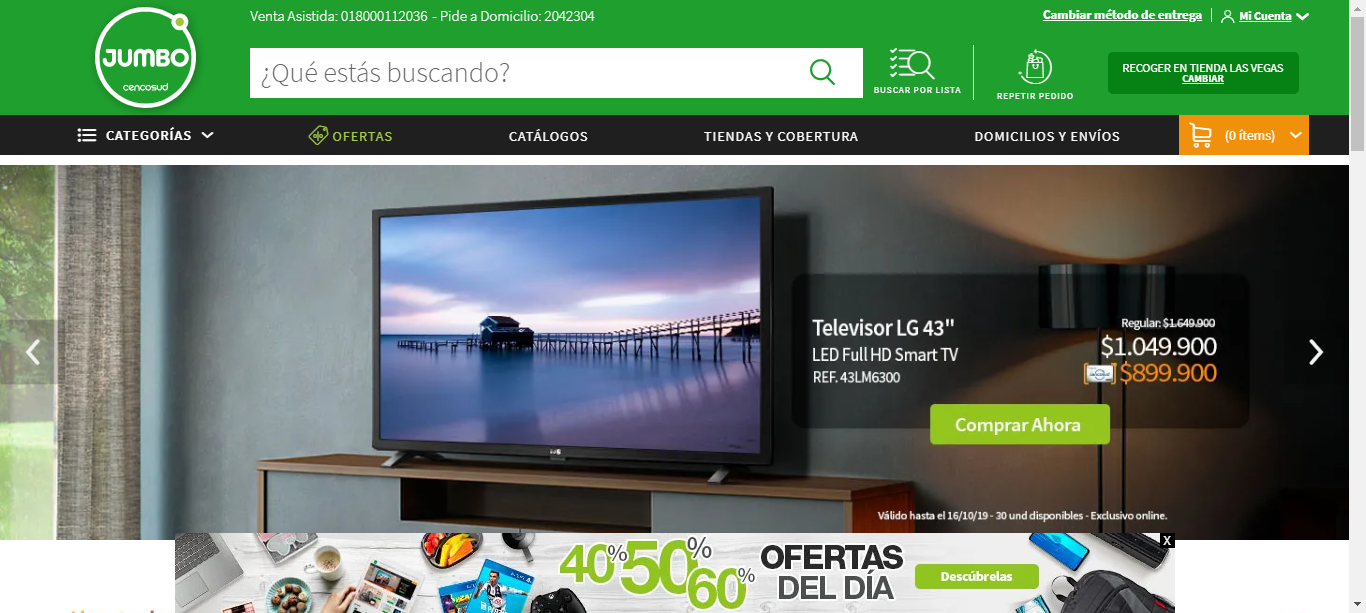 Venta Asistida: 018000112036 - Pide a Domicilio: 2042304
Cambiar método de entrega
Mi Cuenta
JUMBO
cencosud
¿Qué estás buscando?
BUSCAR POR LISTA
REPETIR PEDIDO
RECOGER EN TIENDA LAS VEGAS
CAMBIAR
CATEGORÍAS
OFERTAS
CATÁLOGOS
TIENDAS Y COBERTURA
DOMICILIOS Y ENVÍOS
(0 ítems)
Televisor LG 43"
LED Full HD Smart TV
REF. 43LM6300
Regular: $1.649.900
$1.049.900
$899.900
Comprar Ahora
LG
Válido hasta el 16/10/19 - 30 und disponibles - Exclusivo online.
X
40% 50% 60%
OFERTAS
DEL DÍA
Descúbrelas